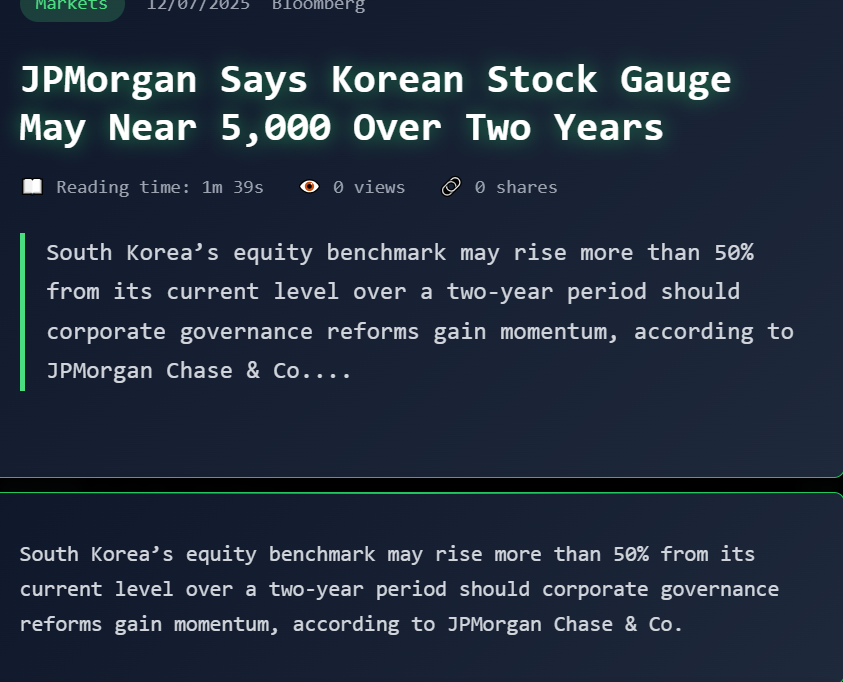 Markets 12/07/2025 Bloomberg
JPMorgan Says Korean Stock Gauge
May Near 5,000 Over Two Years
Reading time: 1m 39s 0 views 0 shares
South Korea’s equity benchmark may rise more than 50%
from its current level over a two-year period should
corporate governance reforms gain momentum, according to
JPMorgan Chase & Co....
South Korea’s equity benchmark may rise more than 50% from its
current level over a two-year period should corporate governance
reforms gain momentum, according to JPMorgan Chase & Co.